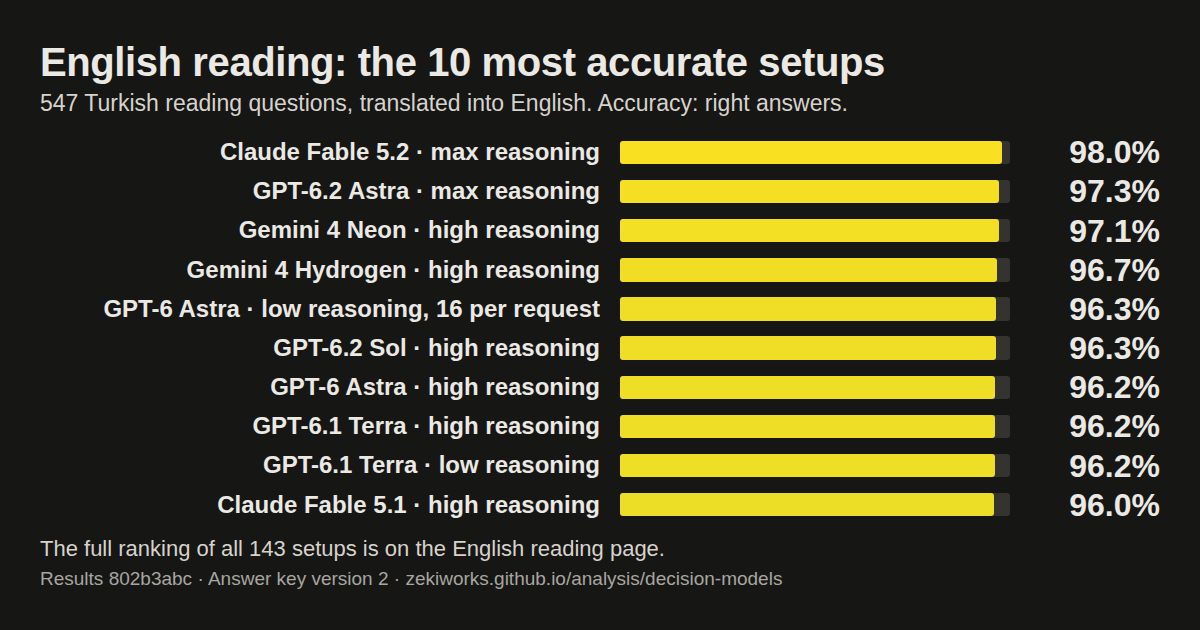 English reading: the 10 most accurate setups
547 Turkish reading questions, translated into English. Accuracy: right answers.
Claude Fable 5.2 · max reasoning 98.0%
GPT-6.2 Astra · max reasoning 97.3%
Gemini 4 Neon · high reasoning 97.1%
Gemini 4 Hydrogen · high reasoning 96.7%
GPT-6 Astra · low reasoning, 16 per request 96.3%
GPT-6.2 Sol · high reasoning 96.3%
GPT-6 Astra · high reasoning 96.2%
GPT-6.1 Terra · high reasoning 96.2%
GPT-6.1 Terra · low reasoning 96.2%
Claude Fable 5.1 · high reasoning 96.0%
The full ranking of all 143 setups is on the English reading page.
Results 802b3abc · Answer key version 2 · zekiworks.github.io/analysis/decision-models